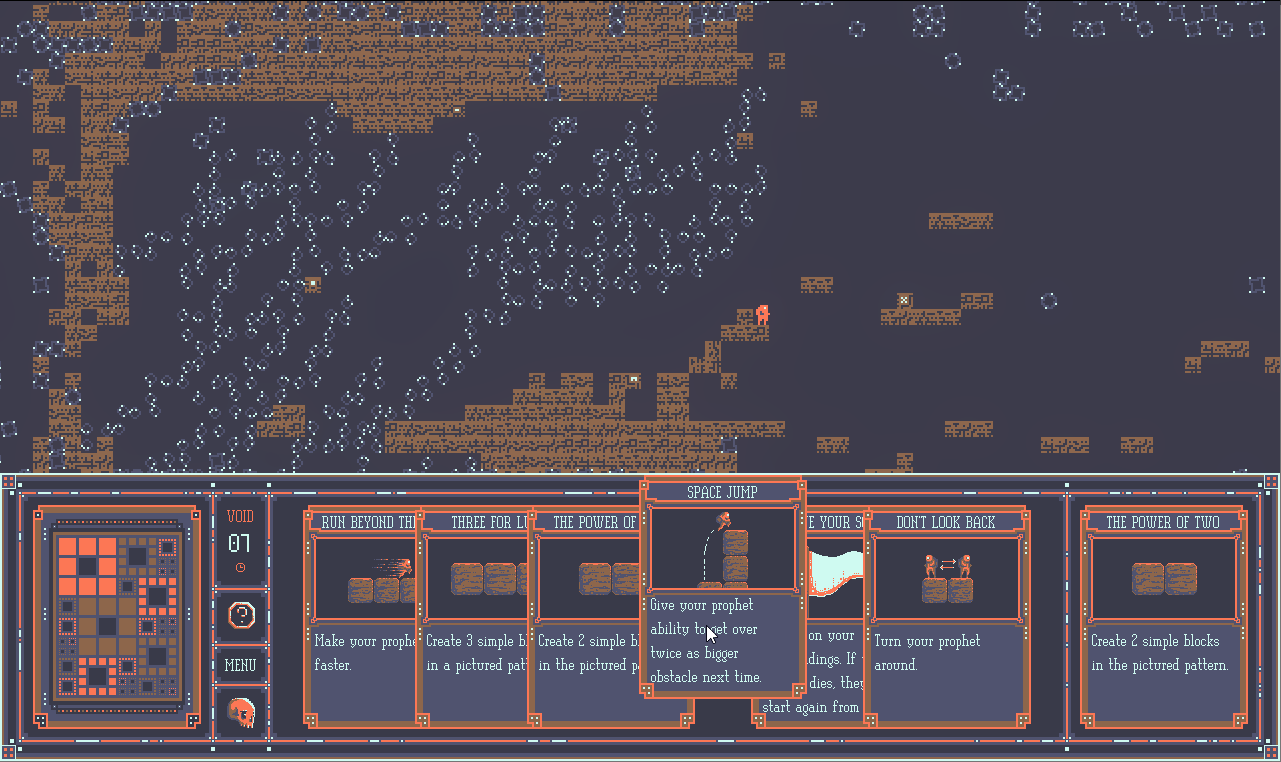 VOID
07
?
MENU
RUN BEYOND TH
Make your prophe
faster.
THREE FOR LU
Create 3 simple b
in a pictured pat
THE POWER OF
Create 2 simple b
in the pictured p
SPACE JUMP
Give your prophet
ability to get over
twice as bigger
obstacle next time.
E YOUR SO
on your
dings. If
dies, they
start again from
DON'T LOOK BACK
Turn your prophet
around.
THE POWER OF TWO
Create 2 simple blocks
in the pictured pattern.